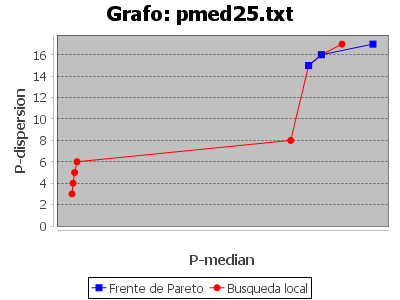 Grafo: pmed25.txt
P-dispersion
16
14
12
10
8
6
4
2
0
P-median
Frente de Pareto Busqueda local